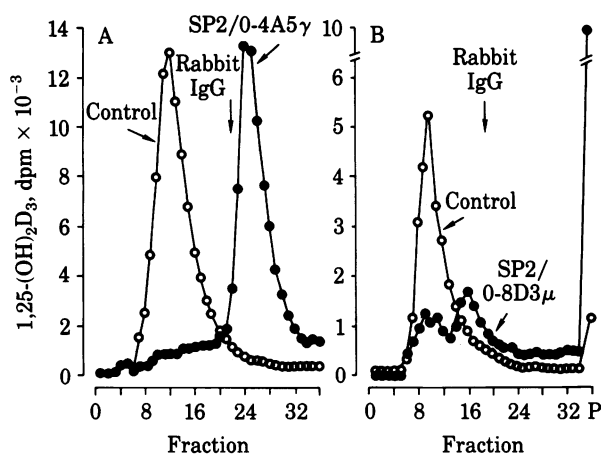 SP2/0-4A5γ
A
B
14
12
10
8
6
4
2
0
10
6
5
4
3
2
1
0
Rabbit
IgG
Control
Rabbit
IgG
Control
SP2/
0-8D3μ
1,25-(OH)₂D₃, dpm × 10⁻³
0 8 16 24 32
0 8 16 24 32 P
Fraction
Fraction